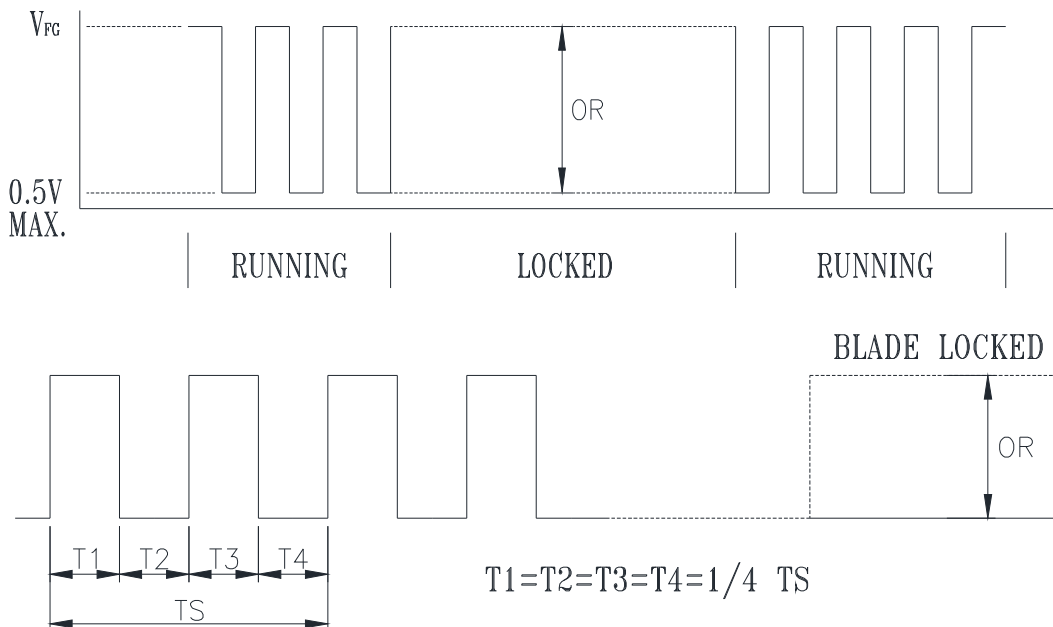 VFG
OR
0.5V
MAX.
RUNNING LOCKED RUNNING
BLADE LOCKED
OR
T1 T2 T3 T4
T1=T2=T3=T4=1/4 TS
TS